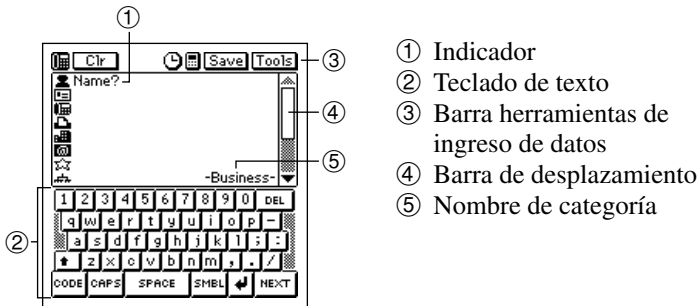 ①
Clr Save Tools ③
Name?
④
⑤
-Business-
②
1 2 3 4 5 6 7 8 9 0 DEL
q w e r t y u i o p -
a s d f g h j k l ; :
z x c v b n m , . /
CODE CAPS SPACE SMBL NEXT
① Indicador
② Teclado de texto
③ Barra herramientas de
ingreso de datos
④ Barra de desplazamiento
⑤ Nombre de categoría